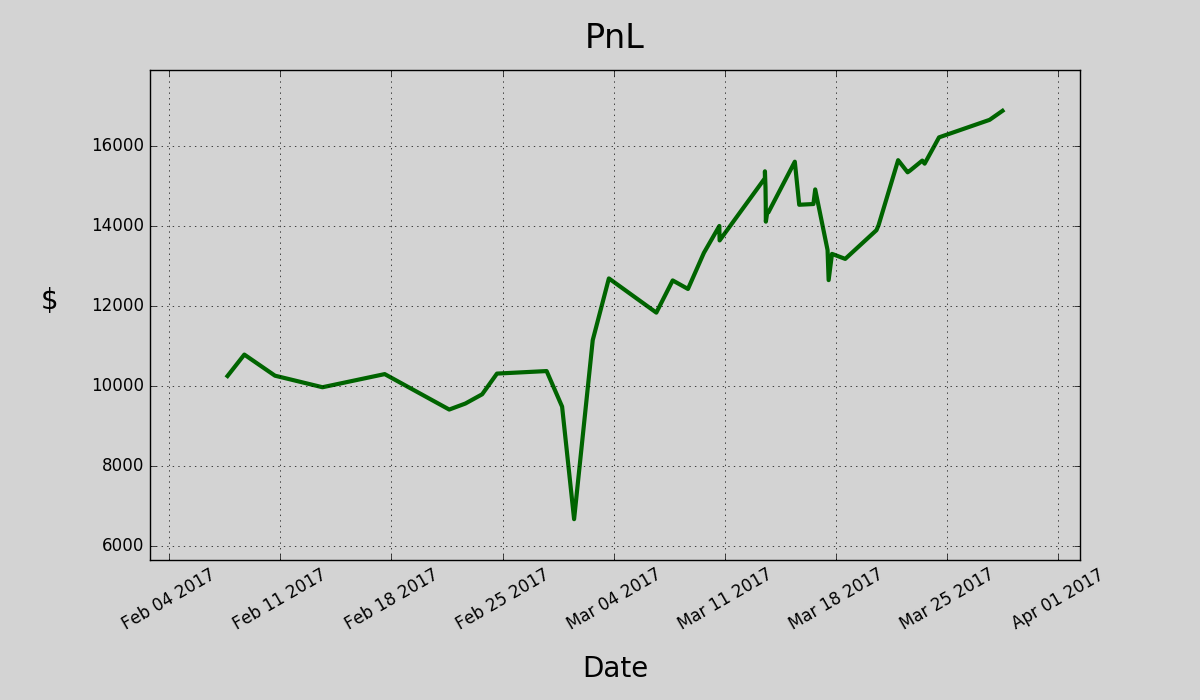 PnL
16000
14000
12000
$
10000
8000
6000
Feb 04 2017
Feb 11 2017
Feb 18 2017
Feb 25 2017
Mar 04 2017
Mar 11 2017
Mar 18 2017
Mar 25 2017
Apr 01 2017
Date